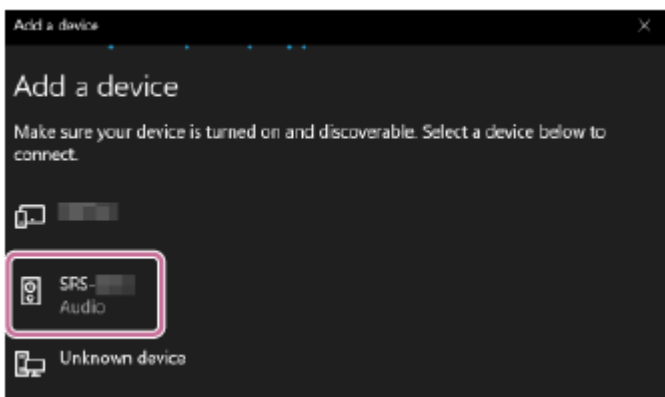 Add a device
Add a device
Make sure your device is turned on and discoverable. Select a device below to
connect.
SRS-
Audio
Unknown device